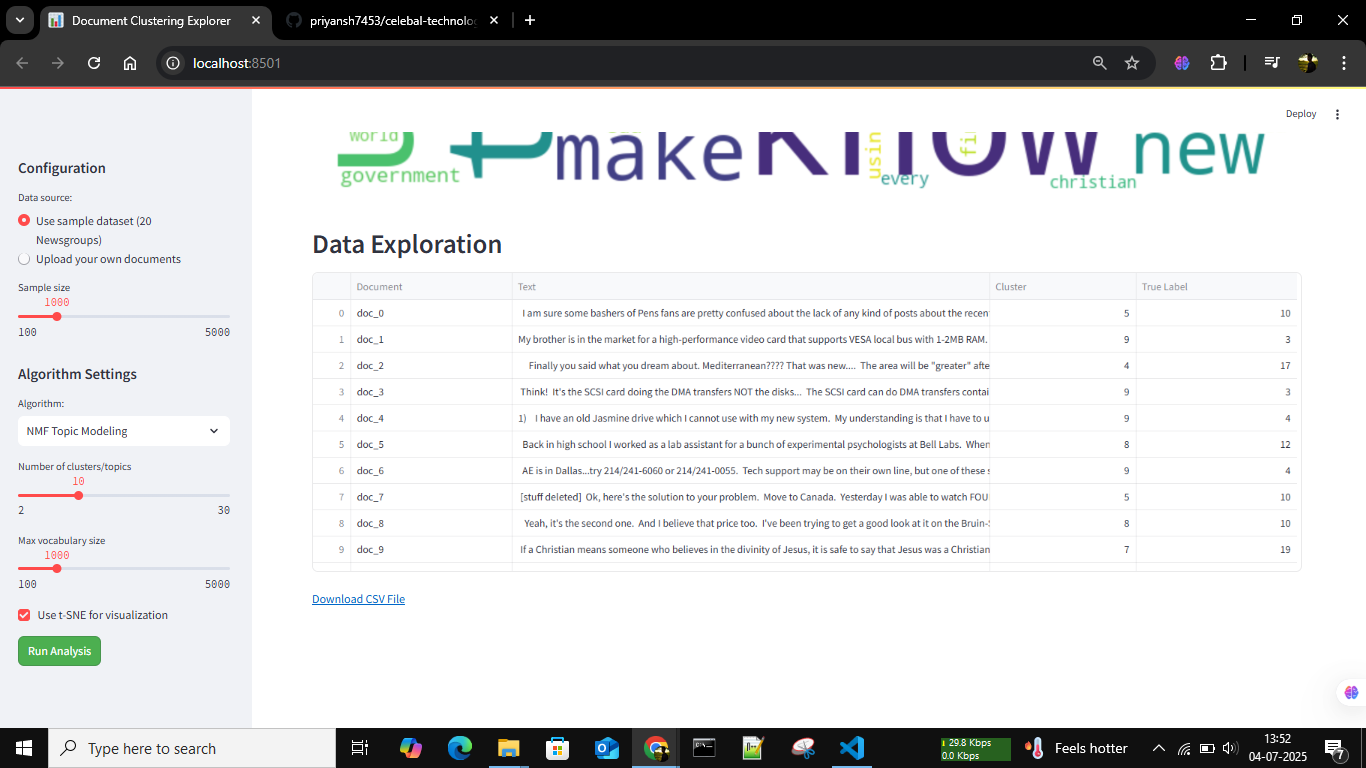 Document Clustering Explorer
priyansh7453/celebal-technolo
localhost:8501
Deploy
Configuration
Data source:
Use sample dataset (20
Newsgroups)
Upload your own documents
Sample size
1000
100 5000
Algorithm Settings
Algorithm:
NMF Topic Modeling
Number of clusters/topics
10
2 30
Max vocabulary size
1000
100 5000
Use t-SNE for visualization
Run Analysis
world
government
make
know
usin
every
fi
christian
new
Data Exploration
Document Text Cluster True Label
0 doc_0 I am sure some bashers of Pens fans are pretty confused about the lack of any kind of posts about the recen 5 10
1 doc_1 My brother is in the market for a high-performance video card that supports VESA local bus with 1-2MB RAM. 9 3
2 doc_2 Finally you said what you dream about. Mediterranean???? That was new.... The area will be "greater" afte 4 17
3 doc_3 Think! It's the SCSI card doing the DMA transfers NOT the disks... The SCSI card can do DMA transfers contai 9 3
4 doc_4 1) I have an old Jasmine drive which I cannot use with my new system. My understanding is that I have to u 9 4
5 doc_5 Back in high school I worked as a lab assistant for a bunch of experimental psychologists at Bell Labs. When 8 12
6 doc_6 AE is in Dallas...try 214/241-6060 or 214/241-0055. Tech support may be on their own line, but one of these s 9 4
7 doc_7 [stuff deleted] Ok, here's the solution to your problem. Move to Canada. Yesterday I was able to watch FOU 5 10
8 doc_8 Yeah, it's the second one. And I believe that price too. I've been trying to get a good look at it on the Bruin- 8 10
9 doc_9 If a Christian means someone who believes in the divinity of Jesus, it is safe to say that Jesus was a Christian 7 19
Download CSV File
Type here to search
29.8 Kbps
0.0 Kbps
Feels hotter
13:52
04-07-2025
7